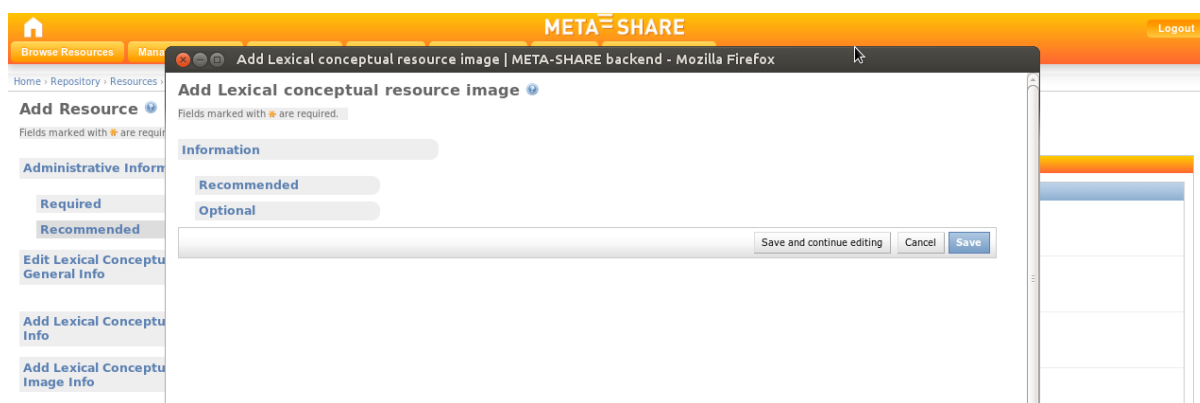 META SHARE
Logout
Browse Resources
Mana
Add Lexical conceptual resource image | META-SHARE backend - Mozilla Firefox
Home › Repository › Resources ›
Add Resource
Fields marked with * are requir
Administrative Inform
Required
Recommended
Edit Lexical Conceptu
General Info
Add Lexical Conceptu
Info
Add Lexical Conceptu
Image Info
Add Lexical conceptual resource image
Fields marked with * are required.
Information
Recommended
Optional
Save and continue editing
Cancel
Save